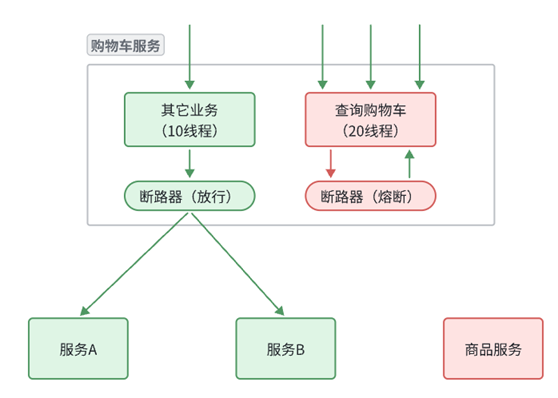 购物车服务
其它业务
（10线程）
查询购物车
（20线程）
断路器（放行）
断路器（熔断）
服务A
服务B
商品服务